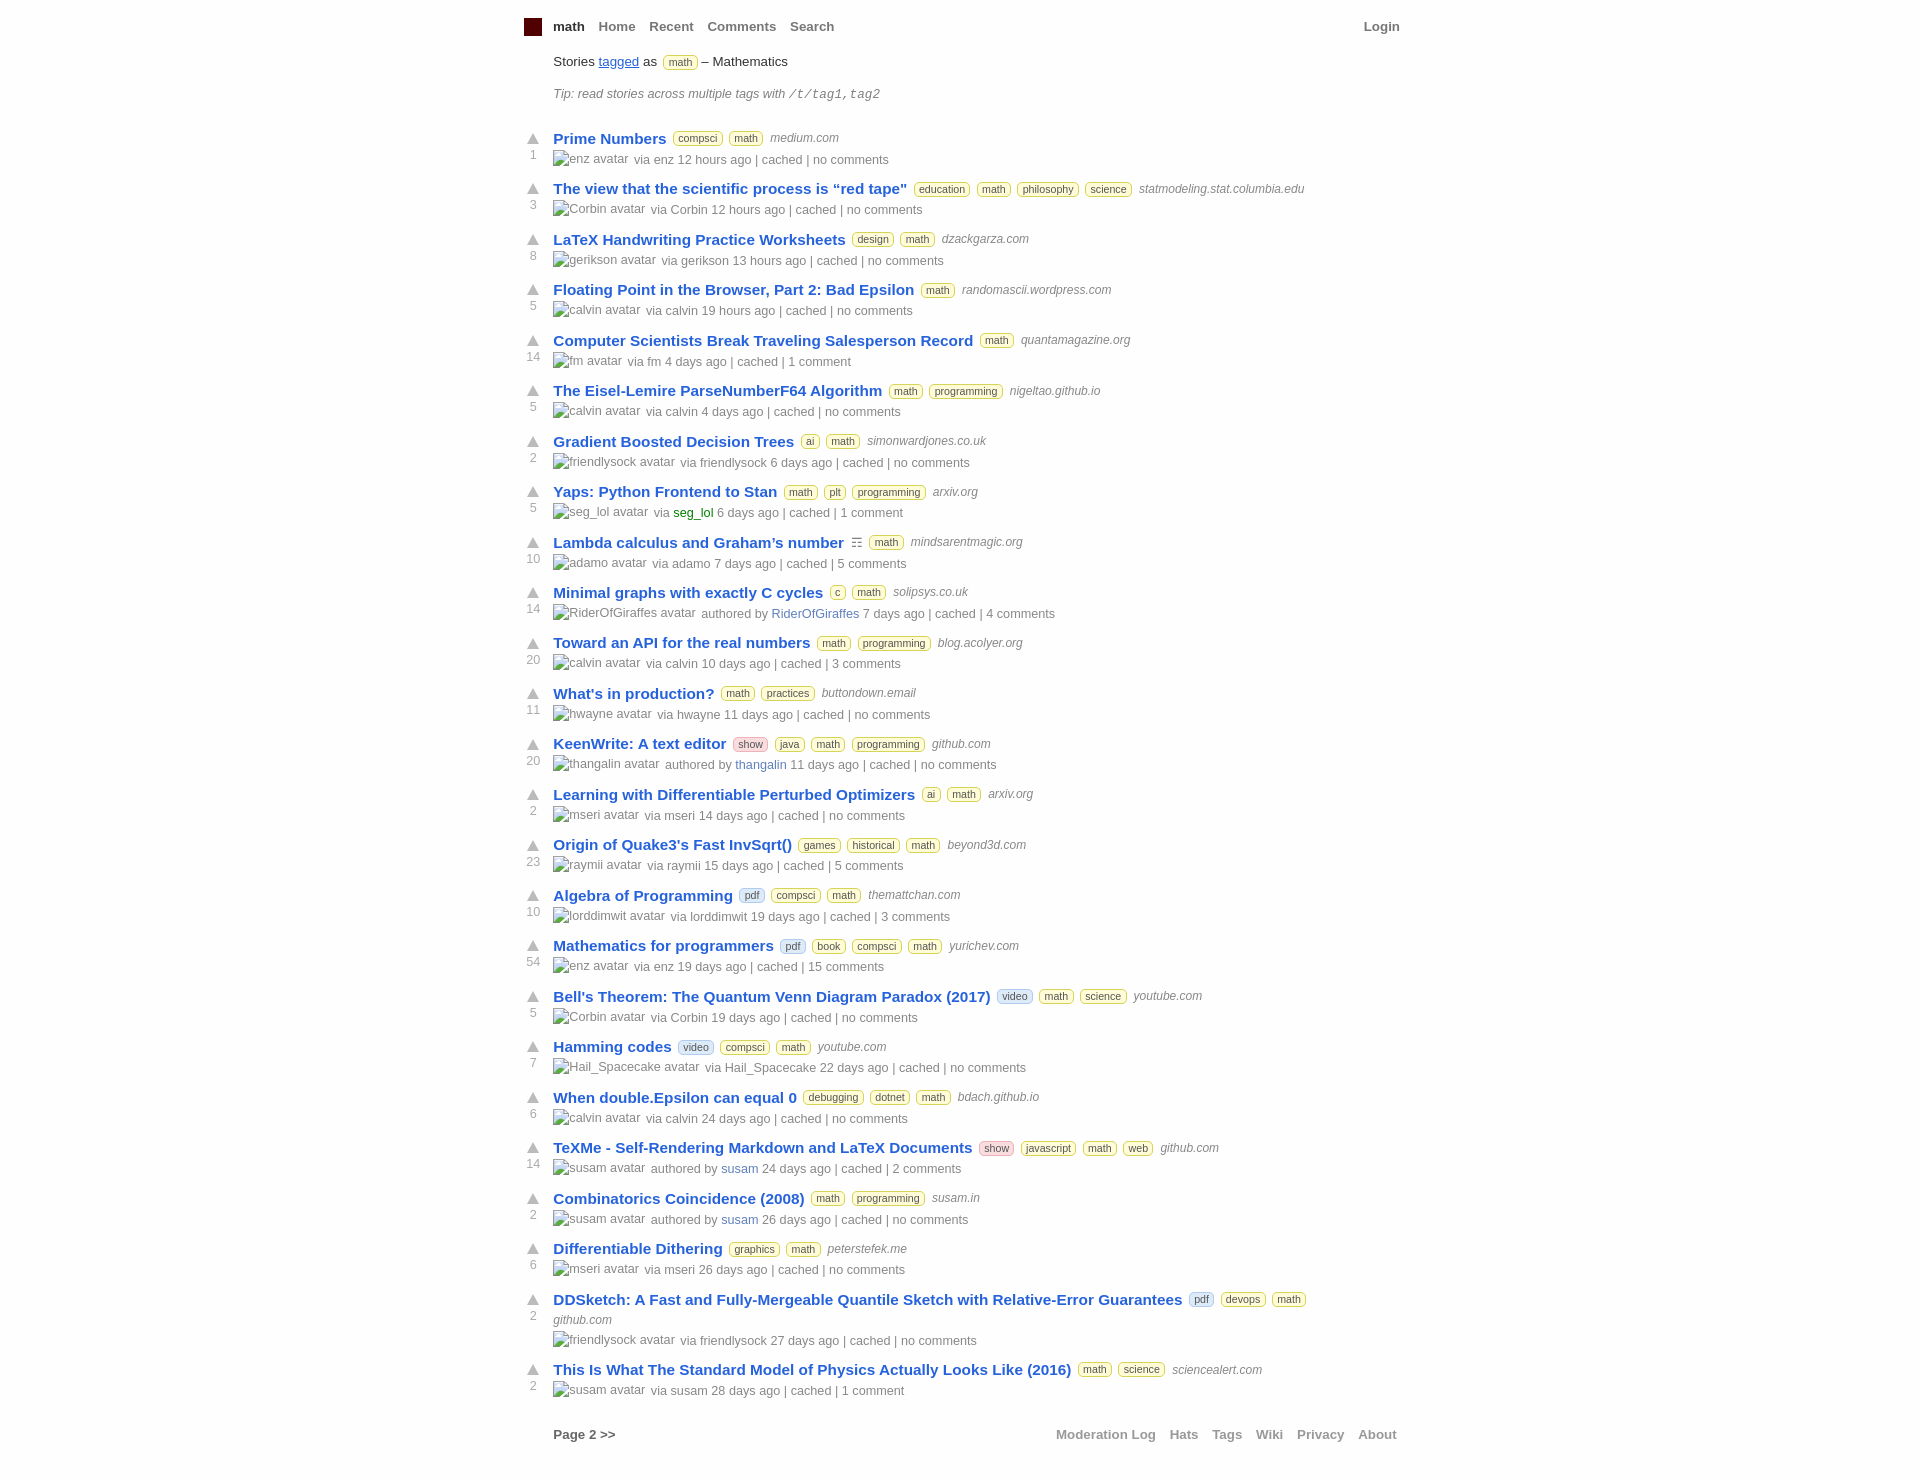 math Home Recent Comments Search Login
Stories tagged as math – Mathematics
Tip: read stories across multiple tags with /t/tag1,tag2
Prime Numbers compsci math medium.com
1 enz avatar via enz 12 hours ago | cached | no comments
The view that the scientific process is “red tape" education math philosophy science statmodeling.stat.columbia.edu
3 Corbin avatar via Corbin 12 hours ago | cached | no comments
LaTeX Handwriting Practice Worksheets design math dzackgarza.com
8 gerikson avatar via gerikson 13 hours ago | cached | no comments
Floating Point in the Browser, Part 2: Bad Epsilon math randomascii.wordpress.com
5 calvin avatar via calvin 19 hours ago | cached | no comments
Computer Scientists Break Traveling Salesperson Record math quantamagazine.org
14 fm avatar via fm 4 days ago | cached | 1 comment
The Eisel-Lemire ParseNumberF64 Algorithm math programming nigeltao.github.io
5 calvin avatar via calvin 4 days ago | cached | no comments
Gradient Boosted Decision Trees ai math simonwardjones.co.uk
2 friendlysock avatar via friendlysock 6 days ago | cached | no comments
Yaps: Python Frontend to Stan math plt programming arxiv.org
5 seg_lol avatar via seg_lol 6 days ago | cached | 1 comment
Lambda calculus and Graham’s number ☶ math mindsarentmagic.org
10 adamo avatar via adamo 7 days ago | cached | 5 comments
Minimal graphs with exactly C cycles c math solipsys.co.uk
14 RiderOfGiraffes avatar authored by RiderOfGiraffes 7 days ago | cached | 4 comments
Toward an API for the real numbers math programming blog.acolyer.org
20 calvin avatar via calvin 10 days ago | cached | 3 comments
What's in production? math practices buttondown.email
11 hwayne avatar via hwayne 11 days ago | cached | no comments
KeenWrite: A text editor show java math programming github.com
20 thangalin avatar authored by thangalin 11 days ago | cached | no comments
Learning with Differentiable Perturbed Optimizers ai math arxiv.org
2 mseri avatar via mseri 14 days ago | cached | no comments
Origin of Quake3's Fast InvSqrt() games historical math beyond3d.com
23 raymii avatar via raymii 15 days ago | cached | 5 comments
Algebra of Programming pdf compsci math themattchan.com
10 lorddimwit avatar via lorddimwit 19 days ago | cached | 3 comments
Mathematics for programmers pdf book compsci math yurichev.com
54 enz avatar via enz 19 days ago | cached | 15 comments
Bell's Theorem: The Quantum Venn Diagram Paradox (2017) video math science youtube.com
5 Corbin avatar via Corbin 19 days ago | cached | no comments
Hamming codes video compsci math youtube.com
7 Hail_Spacecake avatar via Hail_Spacecake 22 days ago | cached | no comments
When double.Epsilon can equal 0 debugging dotnet math bdach.github.io
6 calvin avatar via calvin 24 days ago | cached | no comments
TeXMe - Self-Rendering Markdown and LaTeX Documents show javascript math web github.com
14 susam avatar authored by susam 24 days ago | cached | 2 comments
Combinatorics Coincidence (2008) math programming susam.in
2 susam avatar authored by susam 26 days ago | cached | no comments
Differentiable Dithering graphics math peterstefek.me
6 mseri avatar via mseri 26 days ago | cached | no comments
DDSketch: A Fast and Fully-Mergeable Quantile Sketch with Relative-Error Guarantees pdf devops math
2 github.com
friendlysock avatar via friendlysock 27 days ago | cached | no comments
This Is What The Standard Model of Physics Actually Looks Like (2016) math science sciencealert.com
2 susam avatar via susam 28 days ago | cached | 1 comment
Page 2 >> Moderation Log Hats Tags Wiki Privacy About